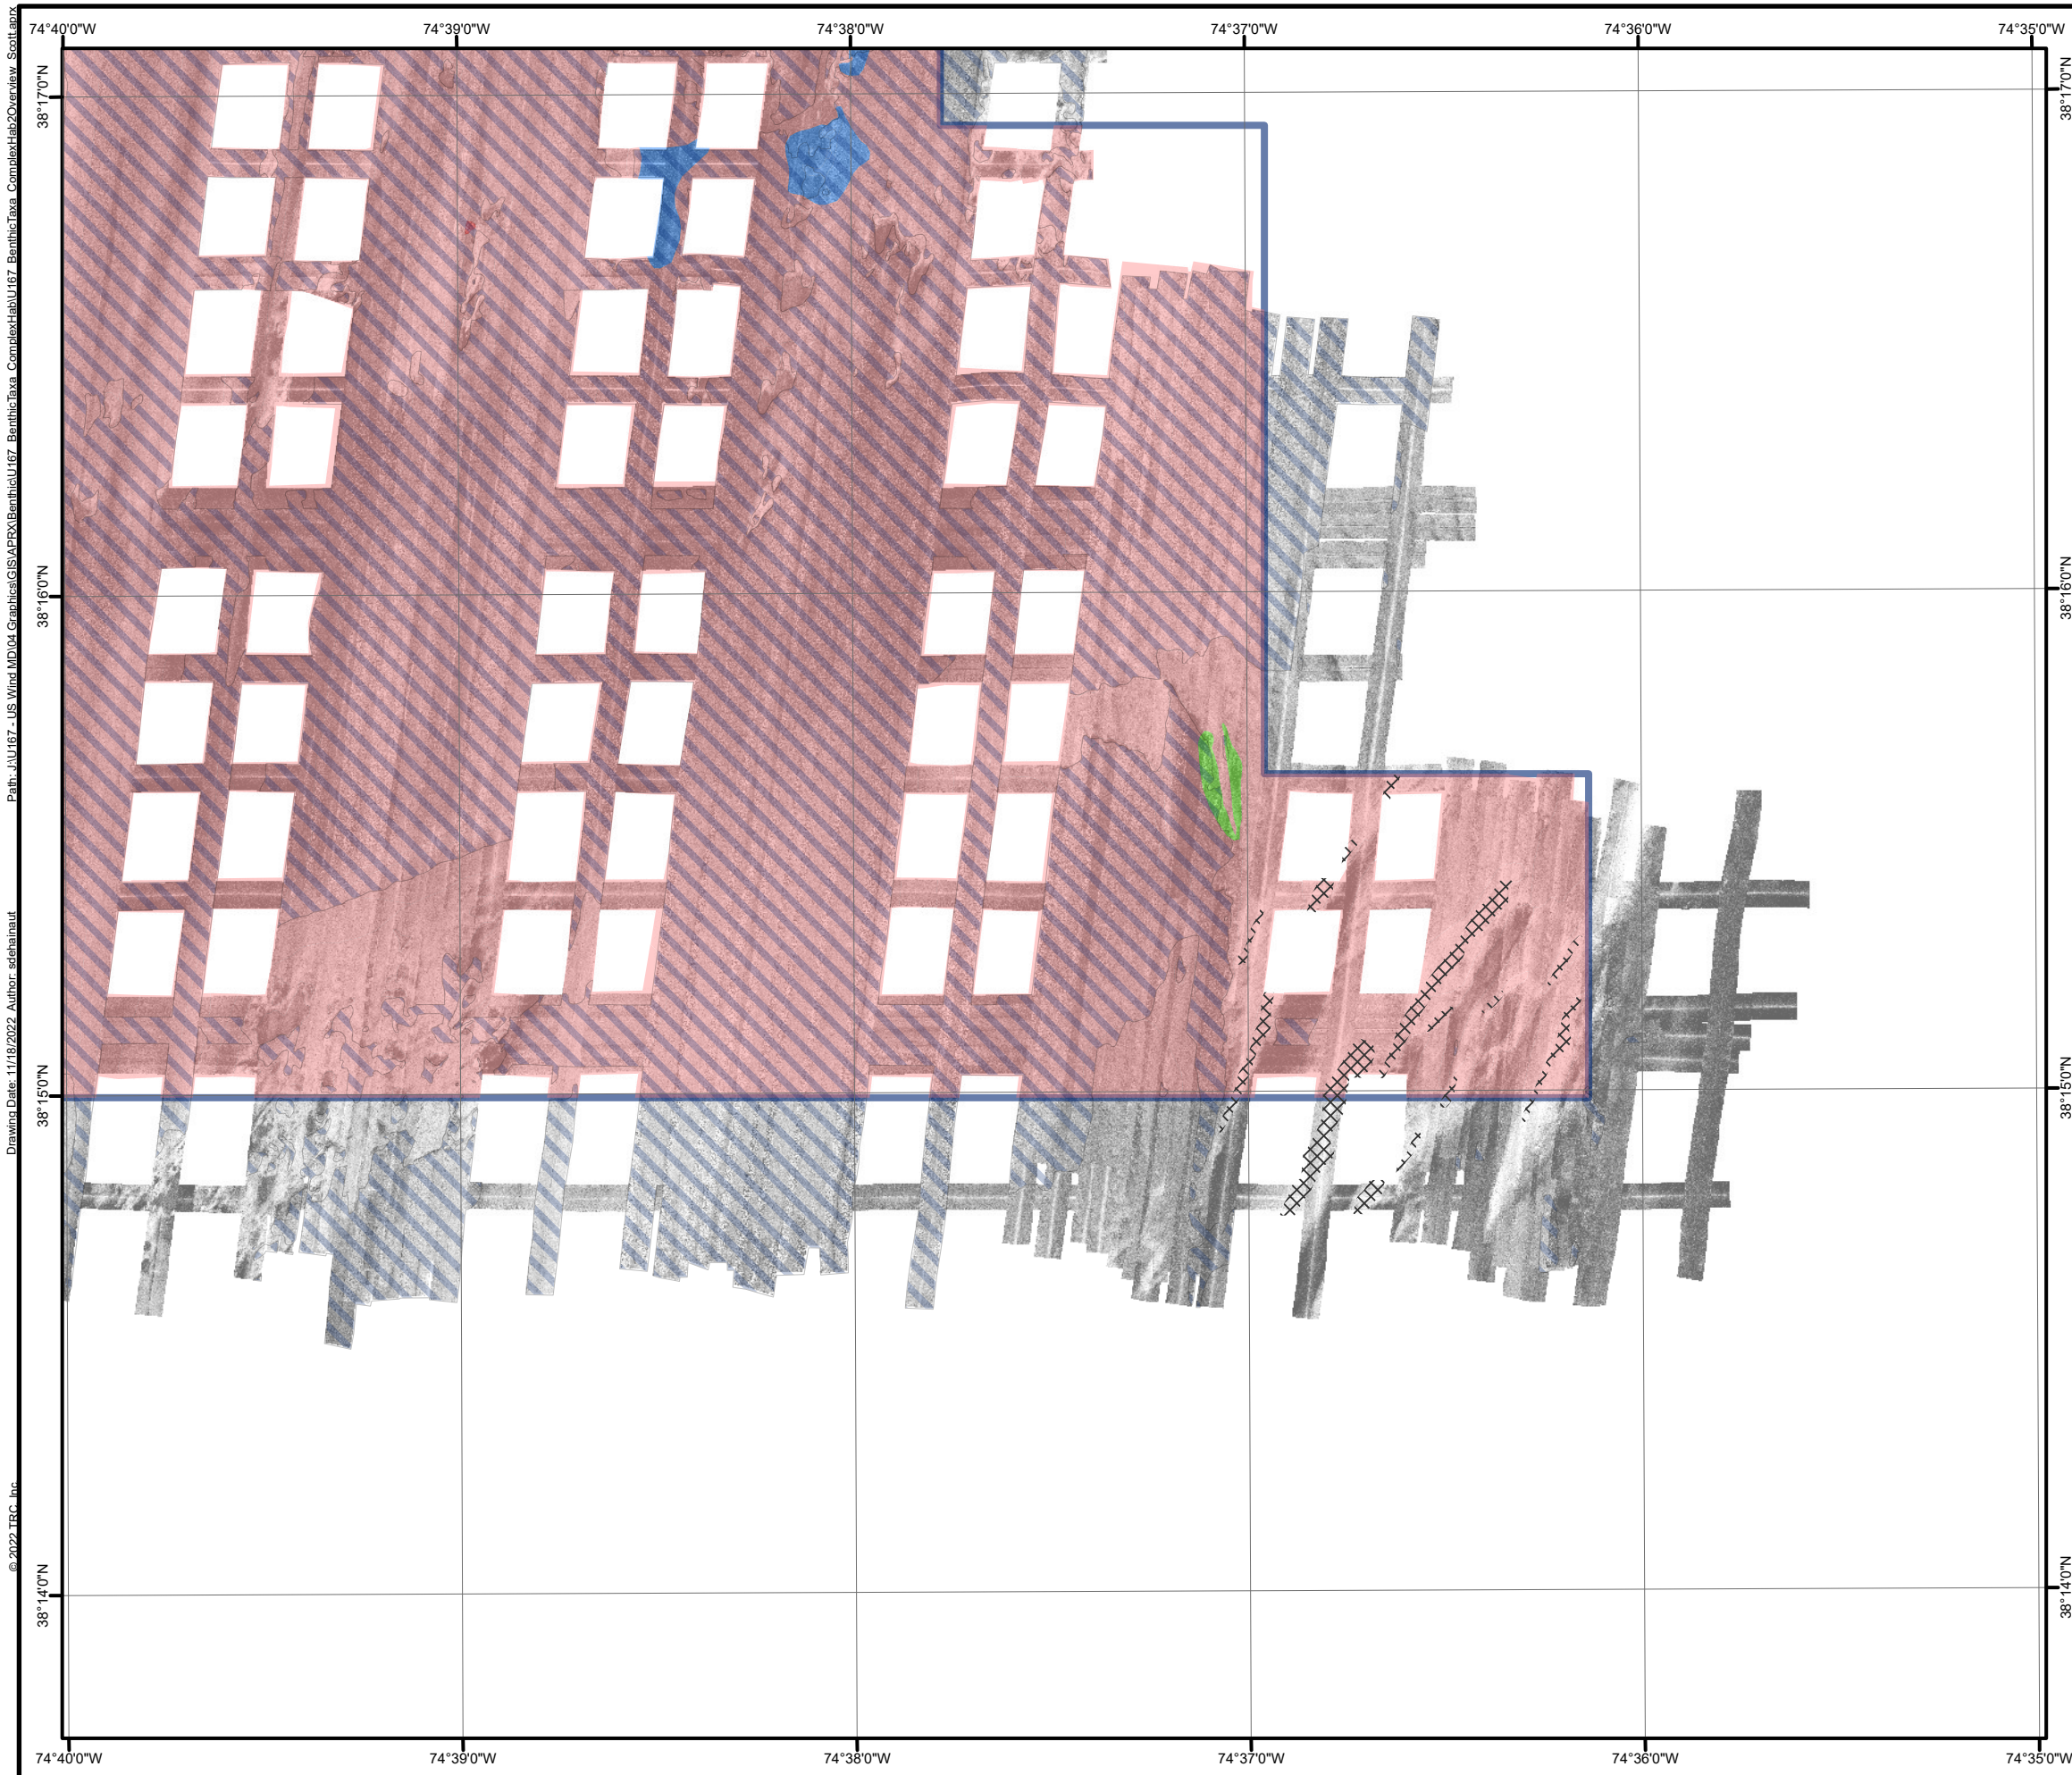 74°40'0"W 74°39'0"W 74°38'0"W 74°37'0"W 74°36'0"W 74°35'0"W
38°17'0"N
38°17'0"N
38°16'0"N
38°16'0"N
38°15'0"N
38°15'0"N
38°14'0"N
38°14'0"N
74°40'0"W 74°39'0"W 74°38'0"W 74°37'0"W 74°36'0"W 74°35'0"W
© 2022 TRC, Inc.
Drawing Date: 11/18/2022 Author: sdehainaut
Path: J:\U167 - US Wind MD\04 Graphics\GIS\APRX\Benthic\U167_BenthicTaxa_ComplexHab\U167_BenthicTaxa_ComplexHab2Overview_Scott.aprx